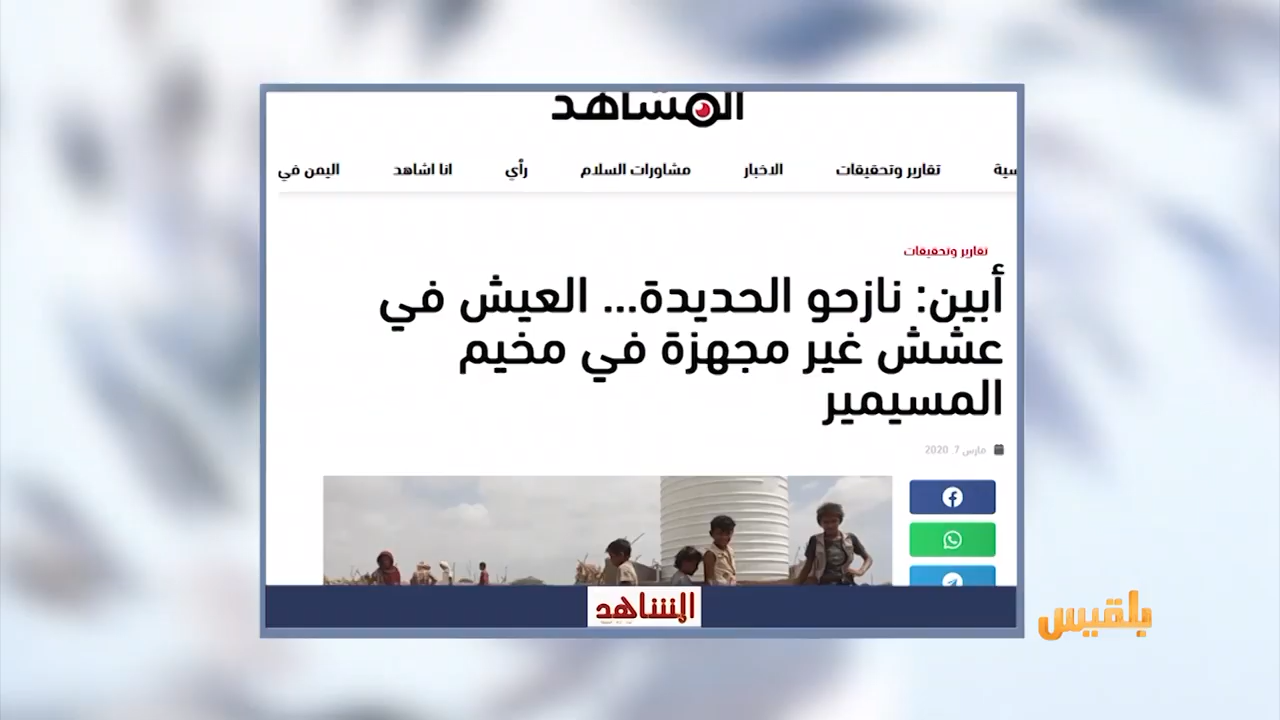 المشاهد
سية تقارير وتحقيقات الاخبار مشاورات السلام رأي انا اشاهد اليمن في
تقارير وتحقيقات
أبين: نازحو الحديدة... العيش في
عشش غير مجهزة في مخيم
المسيمير
مارس 7, 2020
المشاهد
بلقيس